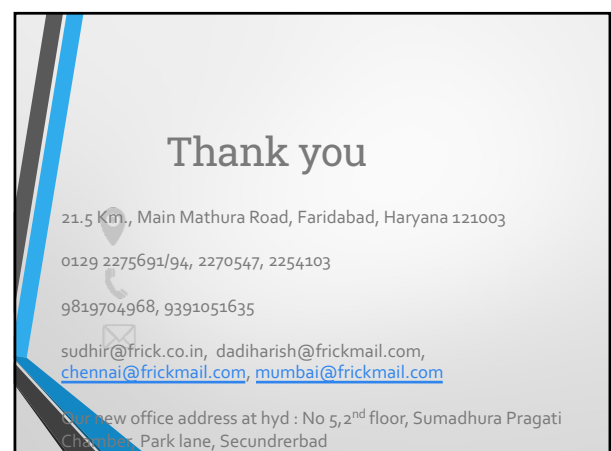 Thank you
21.5 Km., Main Mathura Road, Faridabad, Haryana 121003
0129 2275691/94, 2270547, 2254103
9819704968, 9391051635
sudhir@frick.co.in, dadiharish@frickmail.com,
chennai@frickmail.com, mumbai@frickmail.com
Our new office address at hyd : No 5,2nd floor, Sumadhura Pragati
Chamber, Park lane, Secundrerbad